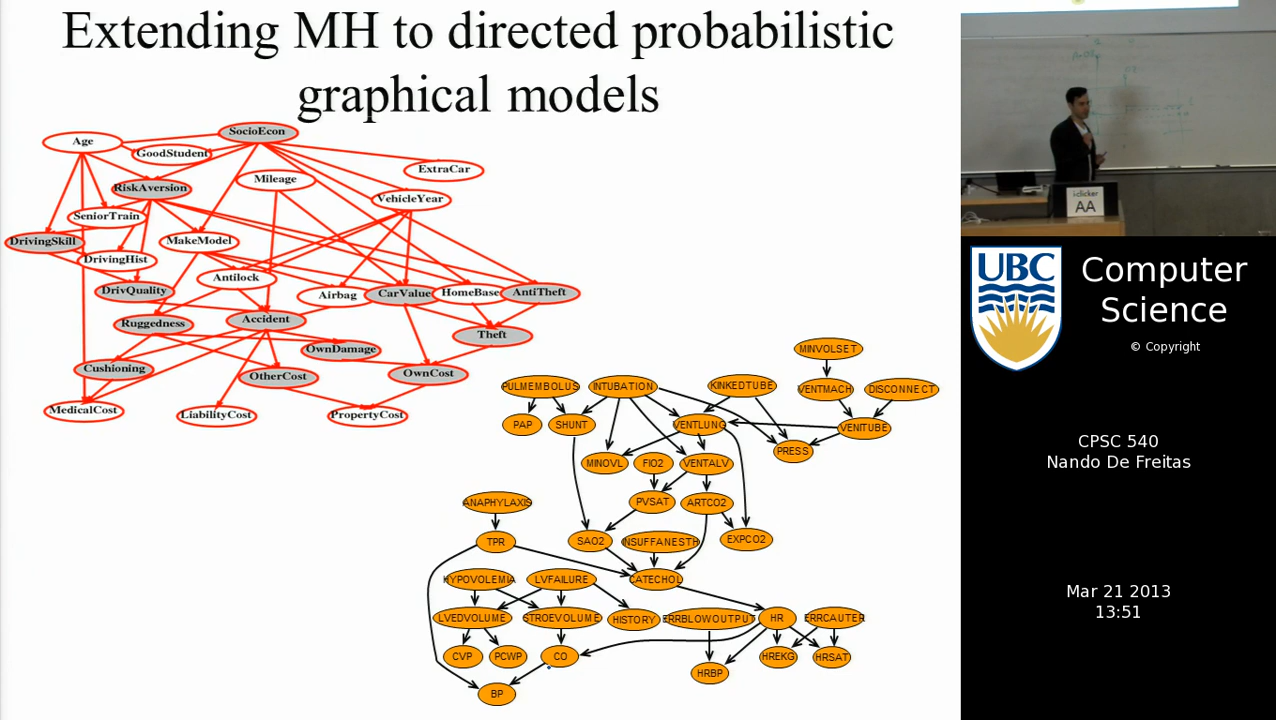 Extending MH to directed probabilistic
graphical models
SocioEcon
Age
GoodStudent
ExtraCar
Mileage
RiskAversion
VehicleYear
SeniorTrain
DrivingSkill
MakeModel
DrivingHist
Antilock
DrivQuality
Airbag
CarValue
HomeBase
AntiTheft
Ruggedness
Accident
Theft
OwnDamage
Cushioning
OtherCost
OwnCost
MedicalCost
LiabilityCost
PropertyCost
MINVOLSET
PULMEMBOLUS
INTUBATION
KINKEDTUBE
VENTMACH
DISCONNECT
PAP
SHUNT
VENTLUNG
VENITUBE
PRESS
MINOVL
FIO2
VENTALV
ANAPHYLAXIS
PVSAT
ARTCO2
TPR
SAO2
INSUFFANESTH
EXPCO2
HYPOVOLEMIA
LVFAILURE
CATECHOL
LVEDVOLUME
STROEVOLUME
HISTORY
ERRBLOWOUTPUT
HR
ERRCAUTER
CVP
PCWP
CO
HREKG
HRSAT
HRBP
BP
i>clicker
AA
UBC
Computer
Science
© Copyright
CPSC 540
Nando De Freitas
Mar 21 2013
13:51